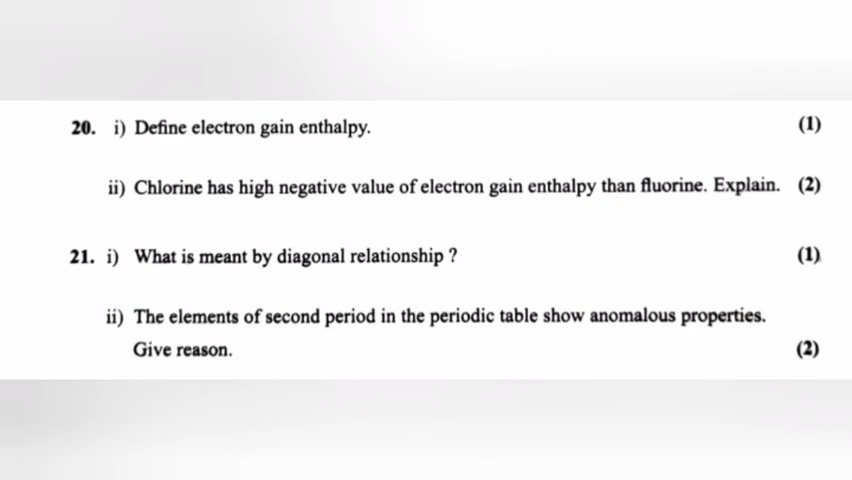 20. i) Define electron gain enthalpy. (1)
ii) Chlorine has high negative value of electron gain enthalpy than fluorine. Explain. (2)
21. i) What is meant by diagonal relationship ? (1)
ii) The elements of second period in the periodic table show anomalous properties.
Give reason. (2)